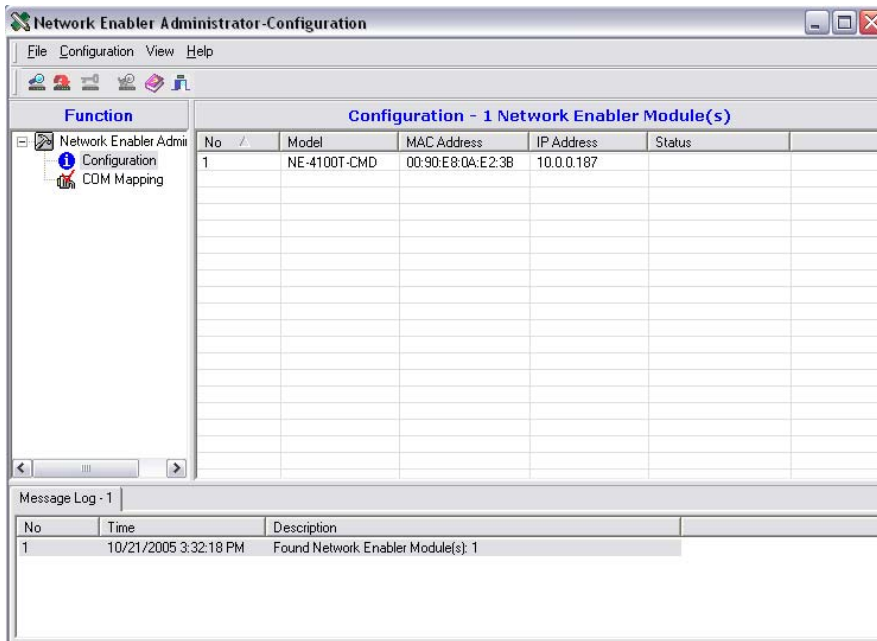 Network Enabler Administrator-Configuration
File Configuration View Help
Function
Configuration - 1 Network Enabler Module(s)
Network Enabler Admi
Configuration
COM Mapping
No Model MAC Address IP Address Status
1 NE-4100T-CMD 00:90:E8:0A:E2:3B 10.0.0.187
Message Log - 1
No Time Description
1 10/21/2005 3:32:18 PM Found Network Enabler Module(s): 1